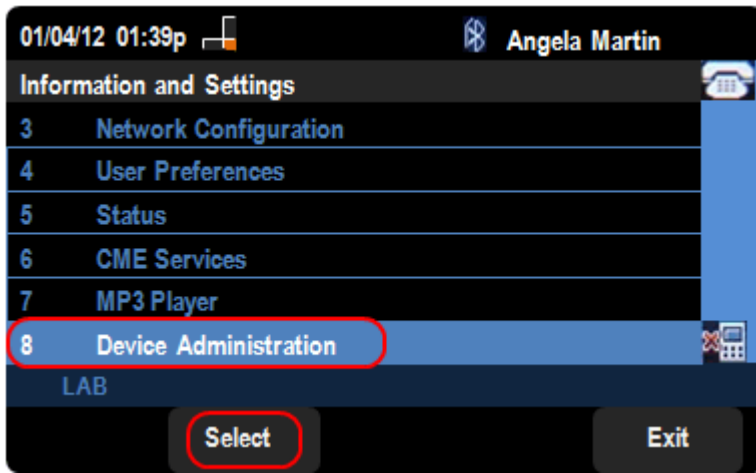 01/04/12 01:39p Angela Martin
Information and Settings
3 Network Configuration
4 User Preferences
5 Status
6 CME Services
7 MP3 Player
8 Device Administration
LAB
Select Exit